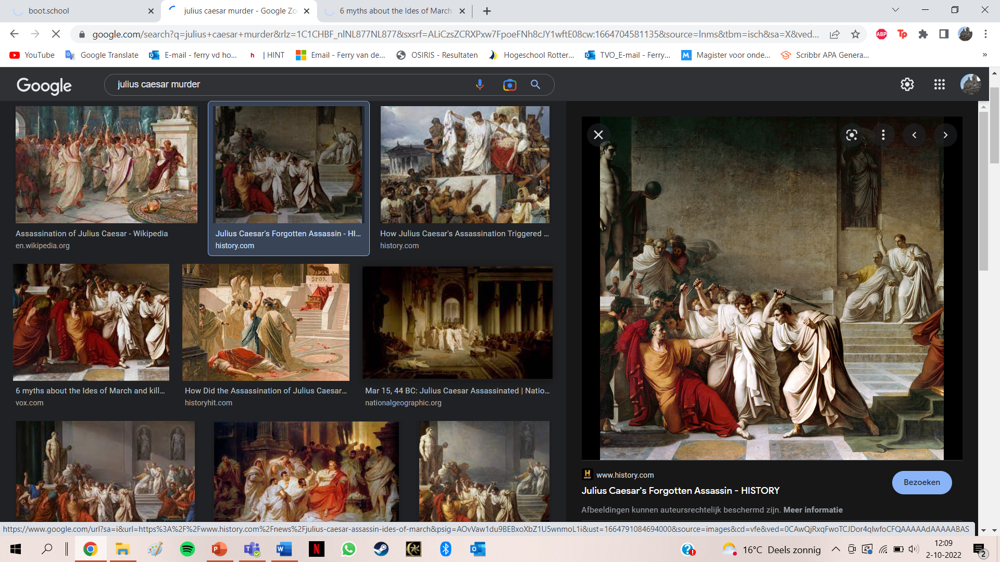 boot.school
julius caesar murder - Google Zo
6 myths about the Ides of March
google.com/search?q=julius+caesar+murder&rlz=1C1CHBF_nlNL877NL877&sxsrf=ALiCzsZCRXPxw7FpoeFNh8cJY1wftE08cw:1664704581135&source=lnms&tbm=isch&sa=X&ved...
ABP
Tp
YouTube
Google Translate
E-mail - ferry vd ho...
h
| HINT
Email - Ferry van de...
OSIRIS - Resultaten
Hogeschool Rotter...
TVO_E-mail - Ferry...
M
Magister voor onde...
Scribbr APA Genera...
»
Google
julius caesar murder
Assassination of Julius Caesar - Wikipedia
en.wikipedia.org
Julius Caesar's Forgotten Assassin - HI...
history.com
How Julius Caesar's Assassination Triggered ...
history.com
SPQR
6 myths about the Ides of March and kill...
vox.com
How Did the Assassination of Julius Caesar...
historyhit.com
Mar 15, 44 BC: Julius Caesar Assassinated | Natio...
nationalgeographic.org
H
HISTORY
www.history.com
Julius Caesar's Forgotten Assassin - HISTORY
Bezoeken
Afbeeldingen kunnen auteursrechtelijk beschermd zijn. Meer informatie
https://www.google.com/url?sa=i&url=https%3A%2F%2Fwww.history.com%2Fnews%2Fjulius-caesar-assassin-ides-of-march&psig=AOvVaw1du9BEBxoXbZ1U5wnmoL1i&ust=1664791084694000&source=images&cd=vfe&ved=0CAwQjRxqFwoTCJDor4qlwfoCFQAAAAAdAAAAABAS
16°C Deels zonnig
12:09
2-10-2022
2